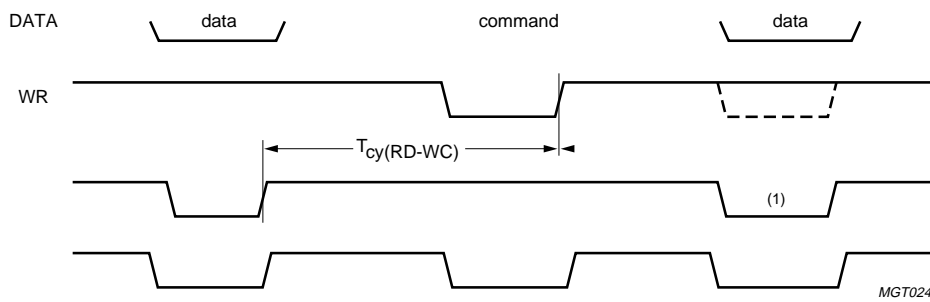 DATA data command data
WR
Tcy(RD-WC)
(1)
MGT024